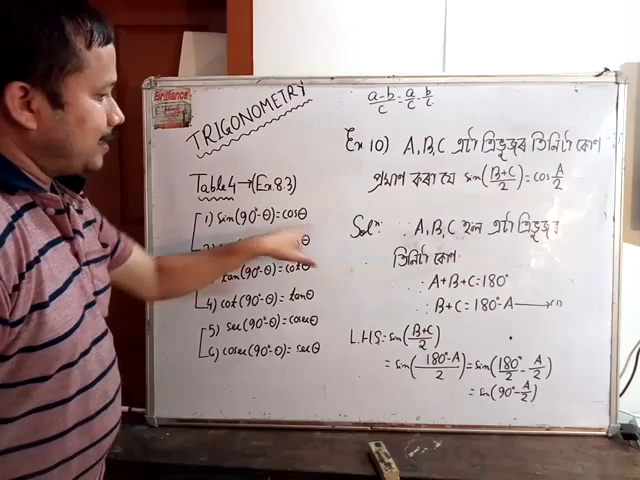 Brilliance
TRIGONOMETRY
Table 4 → (Ex. 8.3)
1) sin(90°-θ)=cosθ
θ
tan(90°-θ)=cotθ
4) cot(90°-θ)=tanθ
5) sec(90°-θ)=cosecθ
6) cosec(90°-θ)=secθ
(a-b)/c = a/c - b/c
Ex 10) A,B,C এটা ত্ৰিভূজৰ তিনিটা কোণ
প্ৰমাণ কৰা যে sin((B+C)/2)=cos A/2
Solⁿ: ∴ A,B,C হ'ল এটা ত্ৰিভূজৰ
তিনিটা কোণ
∴ A+B+C=180°
∴ B+C=180°-A → (1)
L.H.S=sin((B+C)/2)
=sin((180°-A)/2)=sin(180°/2 - A/2)
=sin(90°-A/2)